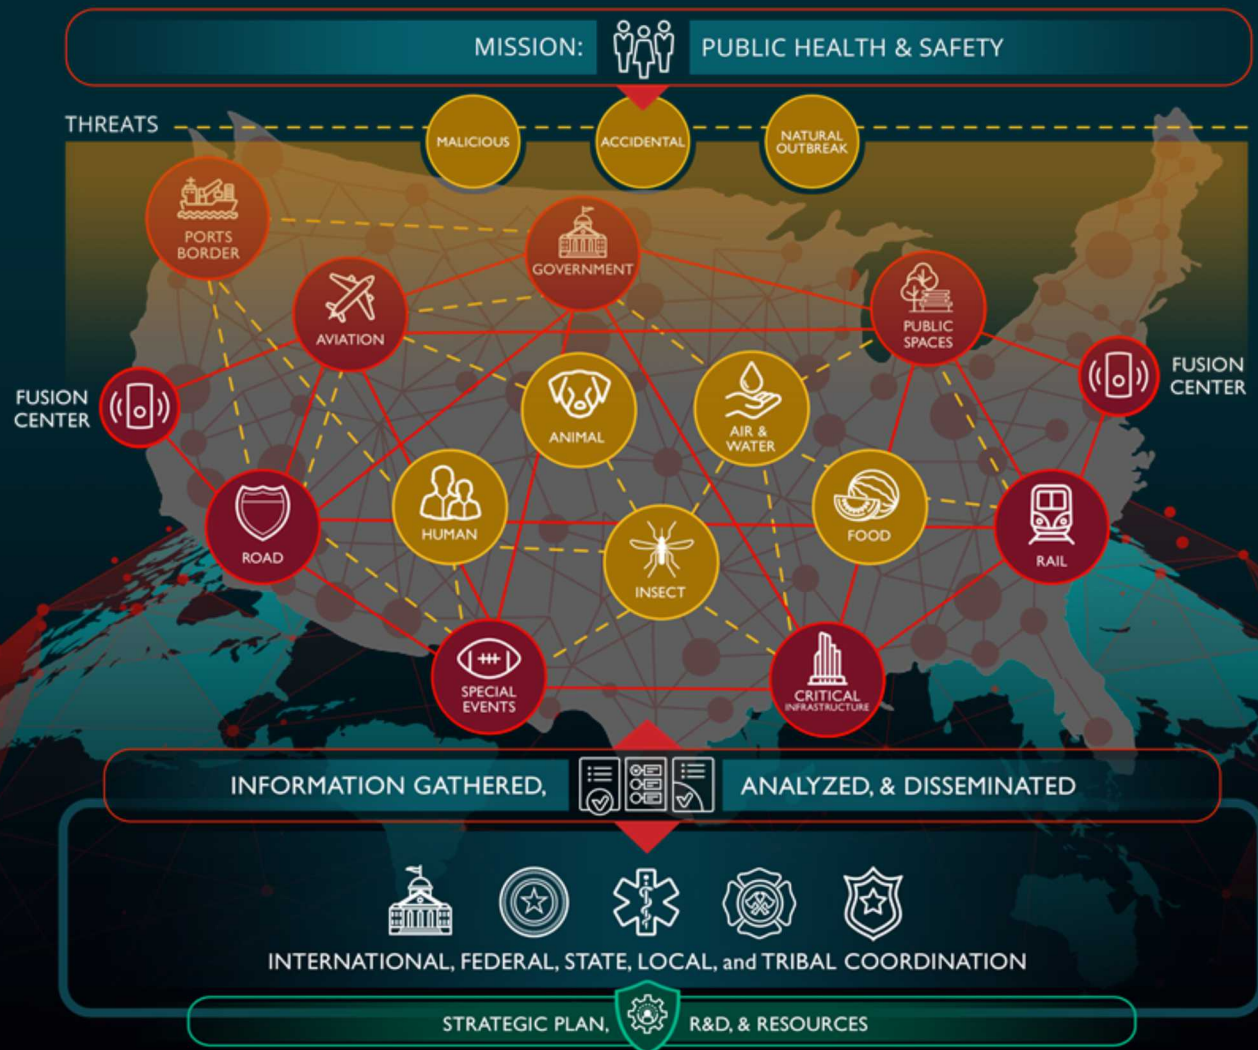 MISSION: PUBLIC HEALTH & SAFETY
THREATS
MALICIOUS
ACCIDENTAL
NATURAL
OUTBREAK
PORTS
BORDER
GOVERNMENT
AVIATION
PUBLIC
SPACES
FUSION
CENTER
FUSION
CENTER
ANIMAL
AIR &
WATER
ROAD
HUMAN
INSECT
FOOD
RAIL
SPECIAL
EVENTS
CRITICAL
INFRASTRUCTURE
INFORMATION GATHERED, ANALYZED, & DISSEMINATED
INTERNATIONAL, FEDERAL, STATE, LOCAL, and TRIBAL COORDINATION
STRATEGIC PLAN, R&D, & RESOURCES